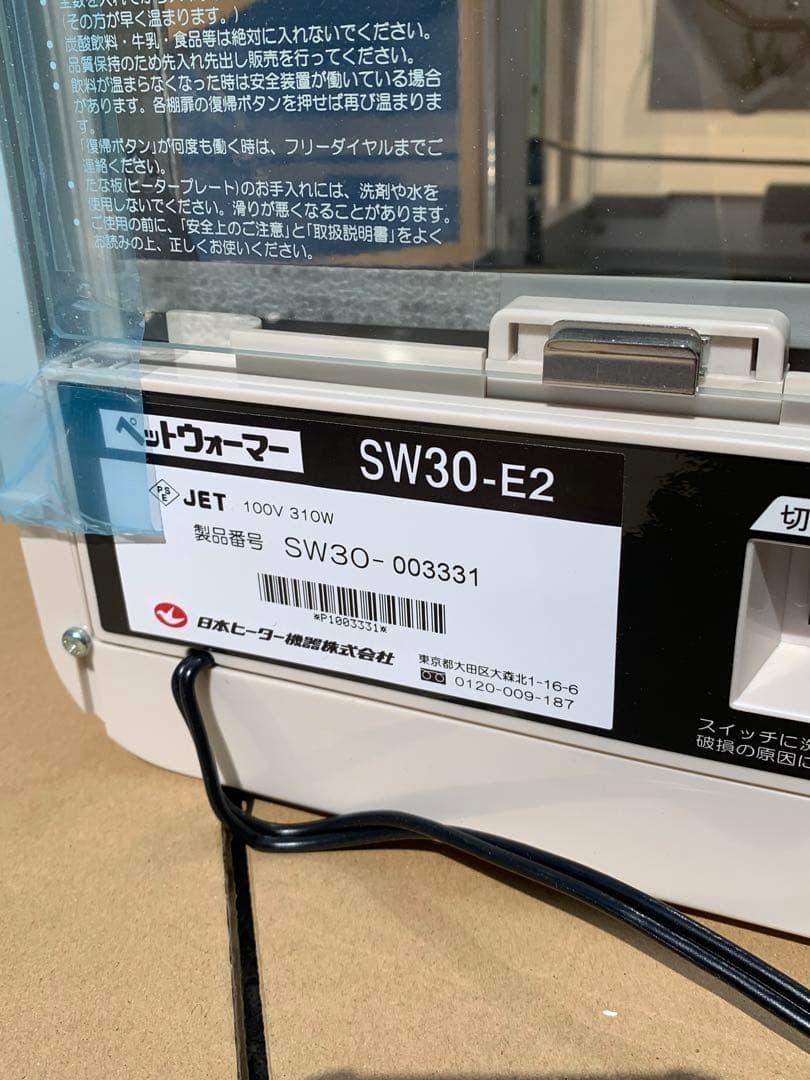 (その方が早く温まります。)
炭酸飲料・牛乳・食品等は絶対に入れないでください。
品質保持のため先入れ先出し販売を行ってください。
飲料が温まらなくなった時は安全装置が働いている場合
があります。各棚扉の復帰ボタンを押せば再び温まりま
す。
「復帰ボタン」が何度も働く時は、フリーダイヤルまでご
連絡ください。
たな板(ヒータープレート)のお手入れには、洗剤や水を
使用しないでください。滑りが悪くなることがあります。
ご使用の前に、「安全上のご注意」と「取扱説明書」をよく
お読みの上、正しくお使いください。
ペットウォーマー SW30-E2
PSE JET 100V 310W
製品番号 SW30-003331
*P1003331*
日本ヒーター機器株式会社
東京都大田区大森北1-16-6
0120-009-187
切
スイッチに洗
破損の原因に